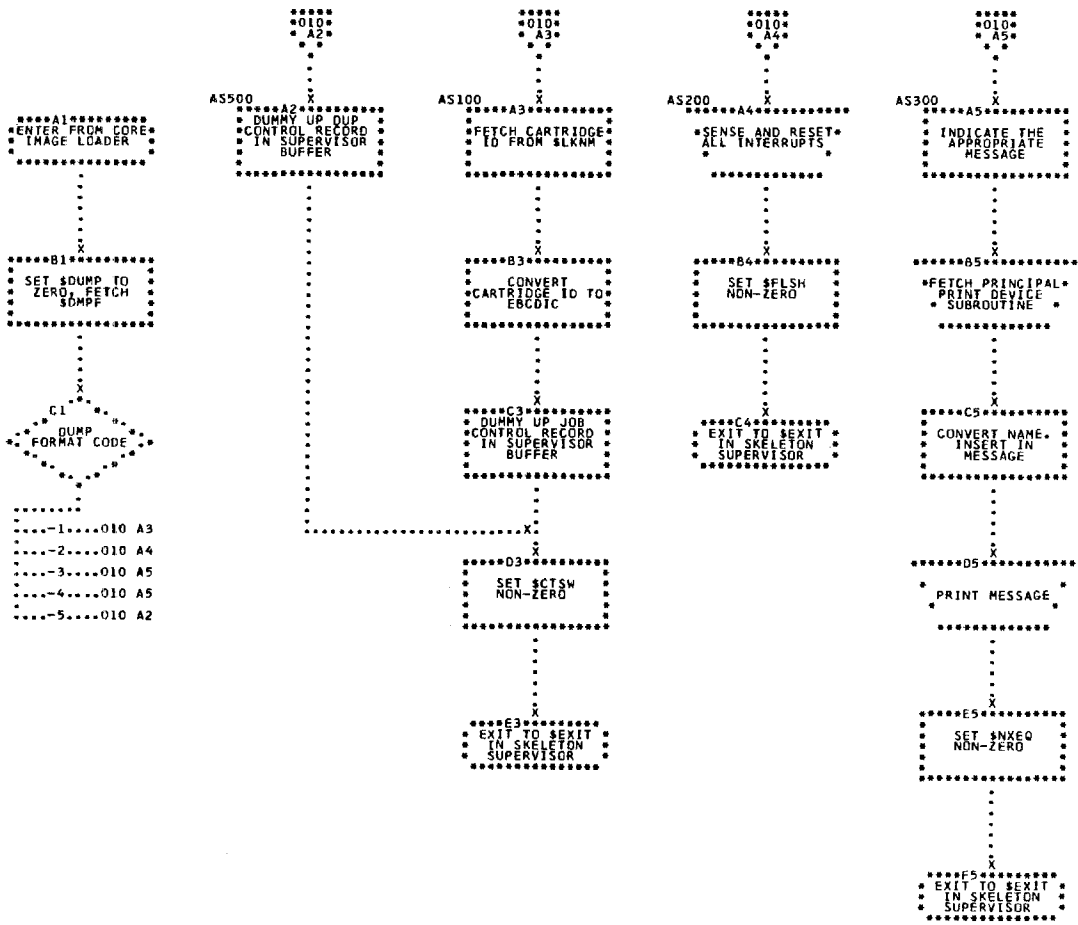 010
A2
010
A3
010
A4
010
A5
A1
ENTER FROM CORE
IMAGE LOADER
B1
SET $DUMP TO
ZERO, FETCH
$DMPF
C1
DUMP
FORMAT CODE
-1....010 A3
-2....010 A4
-3....010 A5
-4....010 A5
-5....010 A2
AS500
X
A2
DUMMY UP DUP
CONTROL RECORD
IN SUPERVISOR
BUFFER
AS100
X
A3
FETCH CARTRIDGE
ID FROM $LKNM
B3
CONVERT
CARTRIDGE ID TO
EBCDIC
C3
DUMMY UP JOB
CONTROL RECORD
IN SUPERVISOR
BUFFER
X
X
D3
SET $CTSW
NON-ZERO
X
E3
EXIT TO $EXIT
IN SKELETON
SUPERVISOR
AS200
X
A4
SENSE AND RESET
ALL INTERRUPTS
X
B4
SET $FLSH
NON-ZERO
X
C4
EXIT TO $EXIT
IN SKELETON
SUPERVISOR
AS300
X
A5
INDICATE THE
APPROPRIATE
MESSAGE
X
B5
FETCH PRINCIPAL
PRINT DEVICE
SUBROUTINE
X
C5
CONVERT NAME.
INSERT IN
MESSAGE
X
D5
PRINT MESSAGE
X
E5
SET $NXEQ
NON-ZERO
X
F5
EXIT TO $EXIT
IN SKELETON
SUPERVISOR